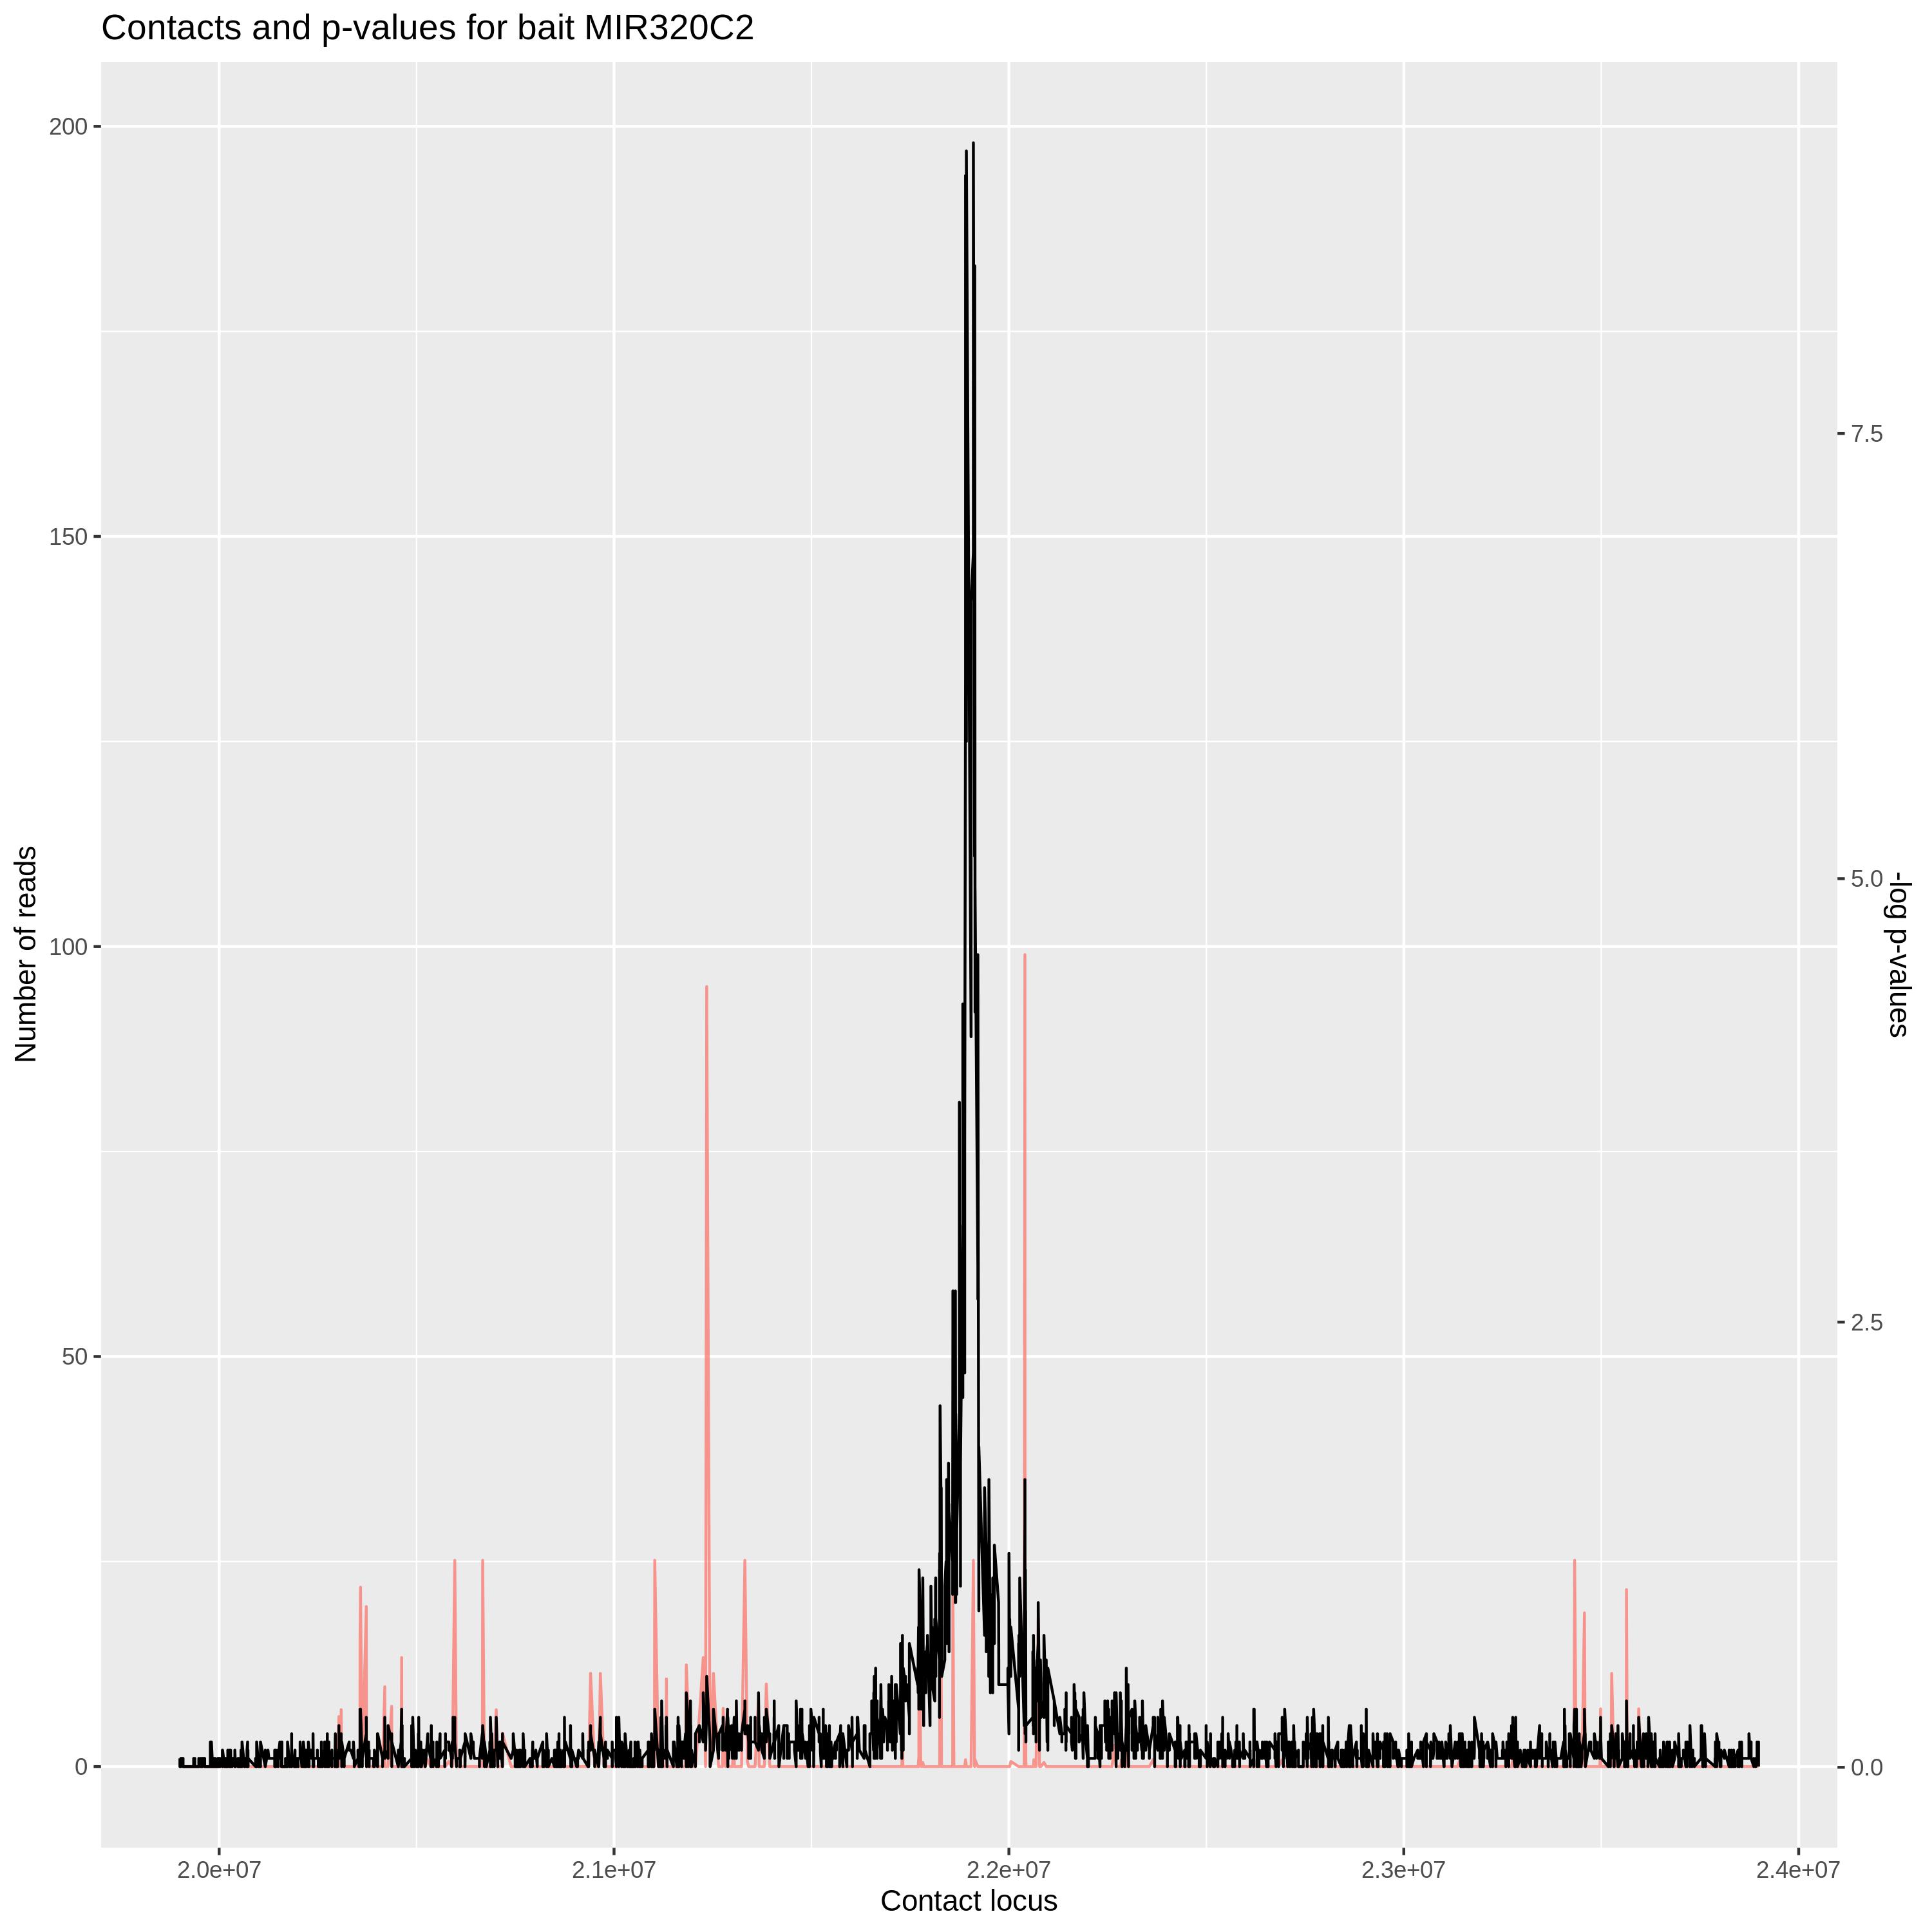 Contacts and p-values for bait MIR320C2
200
150
100
50
0
Number of reads
7.5
5.0
2.5
0.0
-log p-values
2.0e+07
2.1e+07
2.2e+07
2.3e+07
2.4e+07
Contact locus